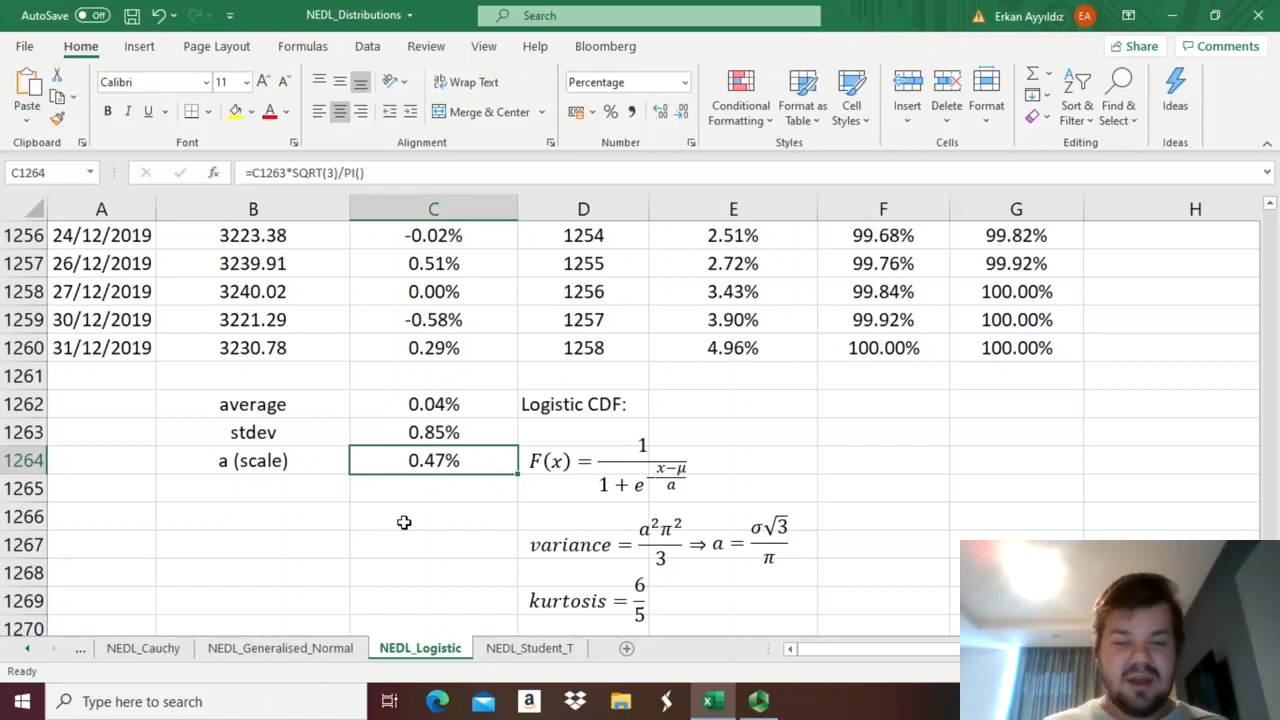 AutoSave Off NEDL_Distributions Search Erkan Ayyıldız EA
File Home Insert Page Layout Formulas Data Review View Help Bloomberg Share Comments
Paste Calibri 11 Wrap Text Percentage Conditional Formatting Format as Table Cell Styles Insert Delete Format Sort & Filter Find & Select Ideas
B I U Merge & Center
Clipboard Font Alignment Number Styles Cells Editing Ideas
C1264 fx =C1263*SQRT(3)/PI()
A B C D E F G H
1256 24/12/2019 3223.38 -0.02% 1254 2.51% 99.68% 99.82%
1257 26/12/2019 3239.91 0.51% 1255 2.72% 99.76% 99.92%
1258 27/12/2019 3240.02 0.00% 1256 3.43% 99.84% 100.00%
1259 30/12/2019 3221.29 -0.58% 1257 3.90% 99.92% 100.00%
1260 31/12/2019 3230.78 0.29% 1258 4.96% 100.00% 100.00%
1261
1262 average 0.04% Logistic CDF:
1263 stdev 0.85%
1264 a (scale) 0.47% F(x) = 1 / (1 + e^(-(x−μ)/a))
1265
1266
1267 variance = a²π²/3 ⇒ a = σ√3/π
1268
1269 kurtosis = 6/5
1270
... NEDL_Cauchy NEDL_Generalised_Normal NEDL_Logistic NEDL_Student_T
Ready
Type here to search